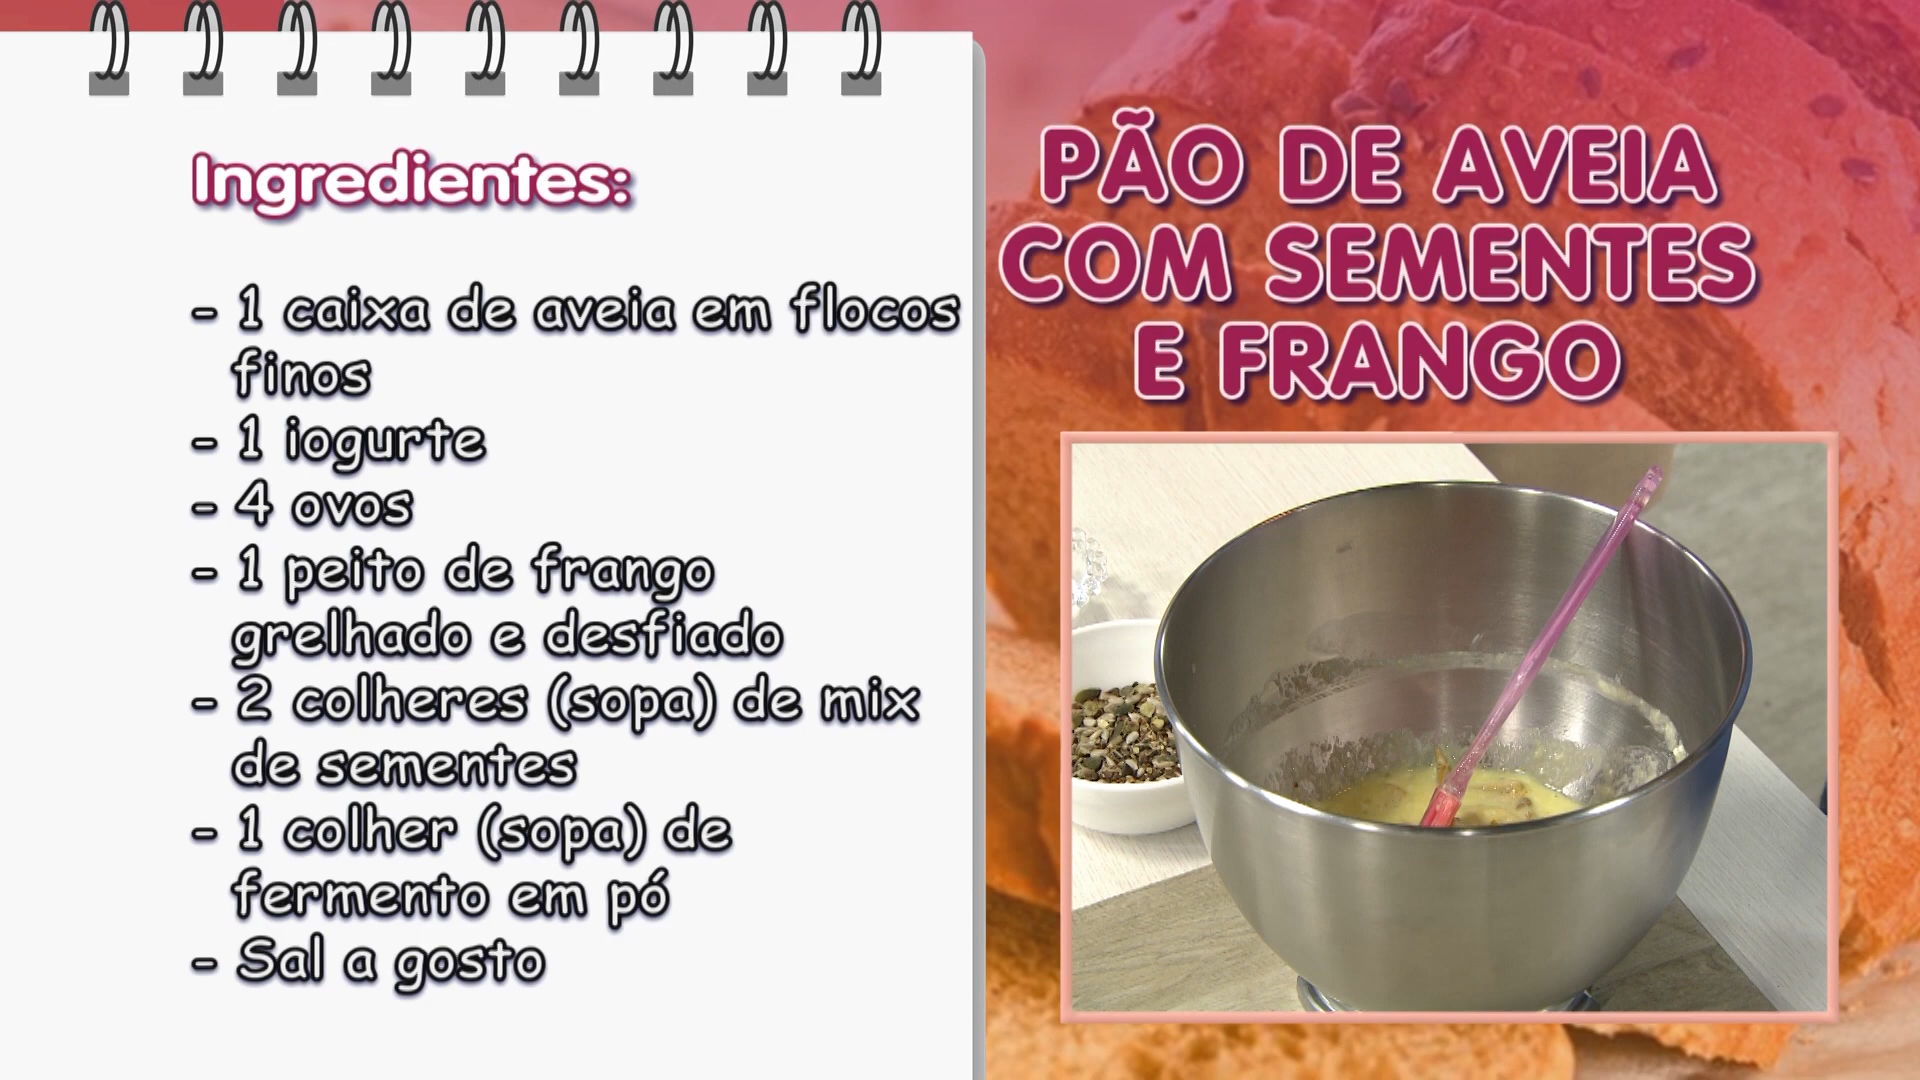 Ingredientes:
- 1 caixa de aveia em flocos
finos
- 1 iogurte
- 4 ovos
- 1 peito de frango
grelhado e desfiado
- 2 colheres (sopa) de mix
de sementes
- 1 colher (sopa) de
fermento em pó
- Sal a gosto
PÃO DE AVEIA
COM SEMENTES
E FRANGO